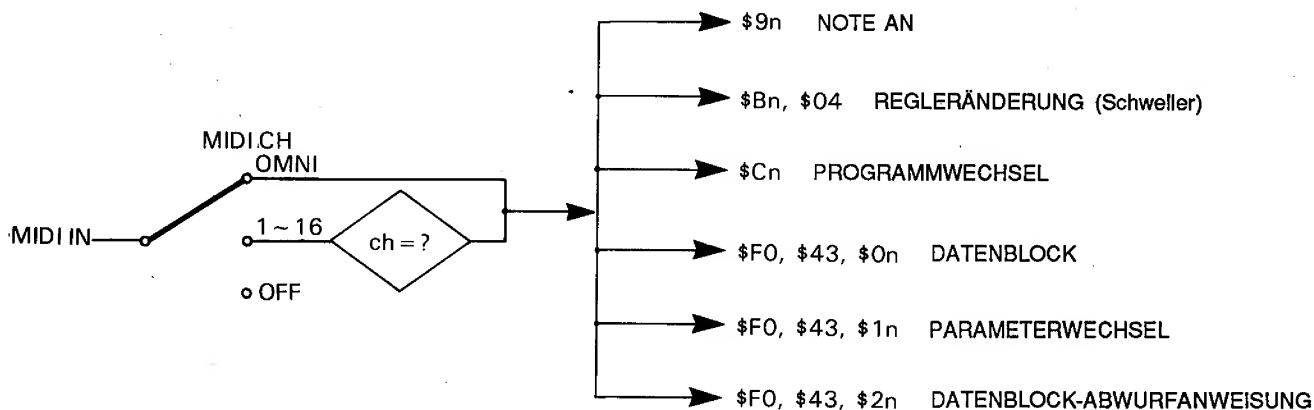 $9n NOTE AN
$Bn, $04 REGLERÄNDERUNG (Schweller)
MIDI.CH
OMNI
$Cn PROGRAMMWECHSEL
MIDI IN
1 ~ 16
ch = ?
$F0, $43, $0n DATENBLOCK
OFF
$F0, $43, $1n PARAMETERWECHSEL
$F0, $43, $2n DATENBLOCK-ABWURFANWEISUNG